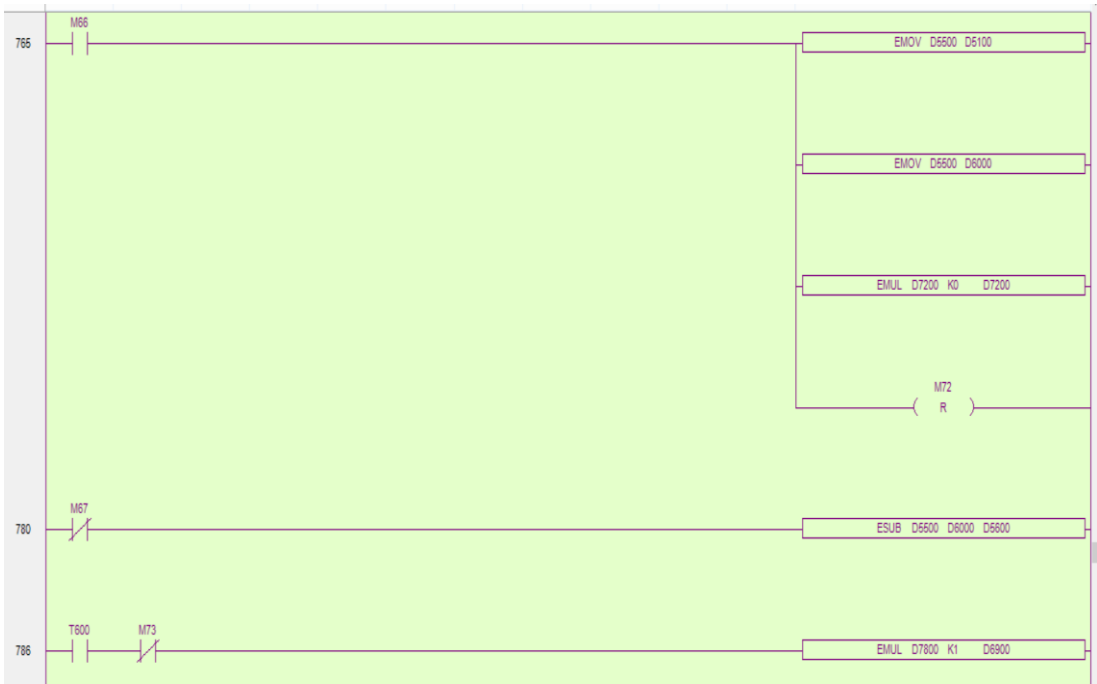 M66
765 EMOV D5500 D5100
EMOV D5500 D6000
EMUL D7200 K0 D7200
M72
R
M67
780 ESUB D5500 D6000 D5600
T600 M73
786 EMUL D7800 K1 D6900